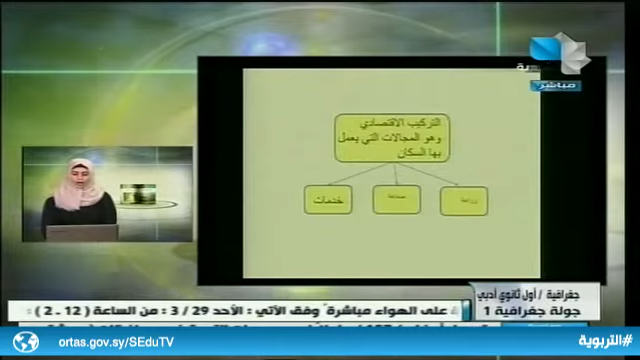 مباشر
التركيب الاقتصادي
وهو المجالات التي يعمل
بها السكان
خدمات
صناعة
زراعة
جغرافية / أول ثانوي أدبي
جولة جغرافية 1
على الهواء مباشرة" وفق الآتي : الأحد 29 / 3 : من الساعة ( 12 - 2 ) :
ortas.gov.sy/SEduTV
#التربوية